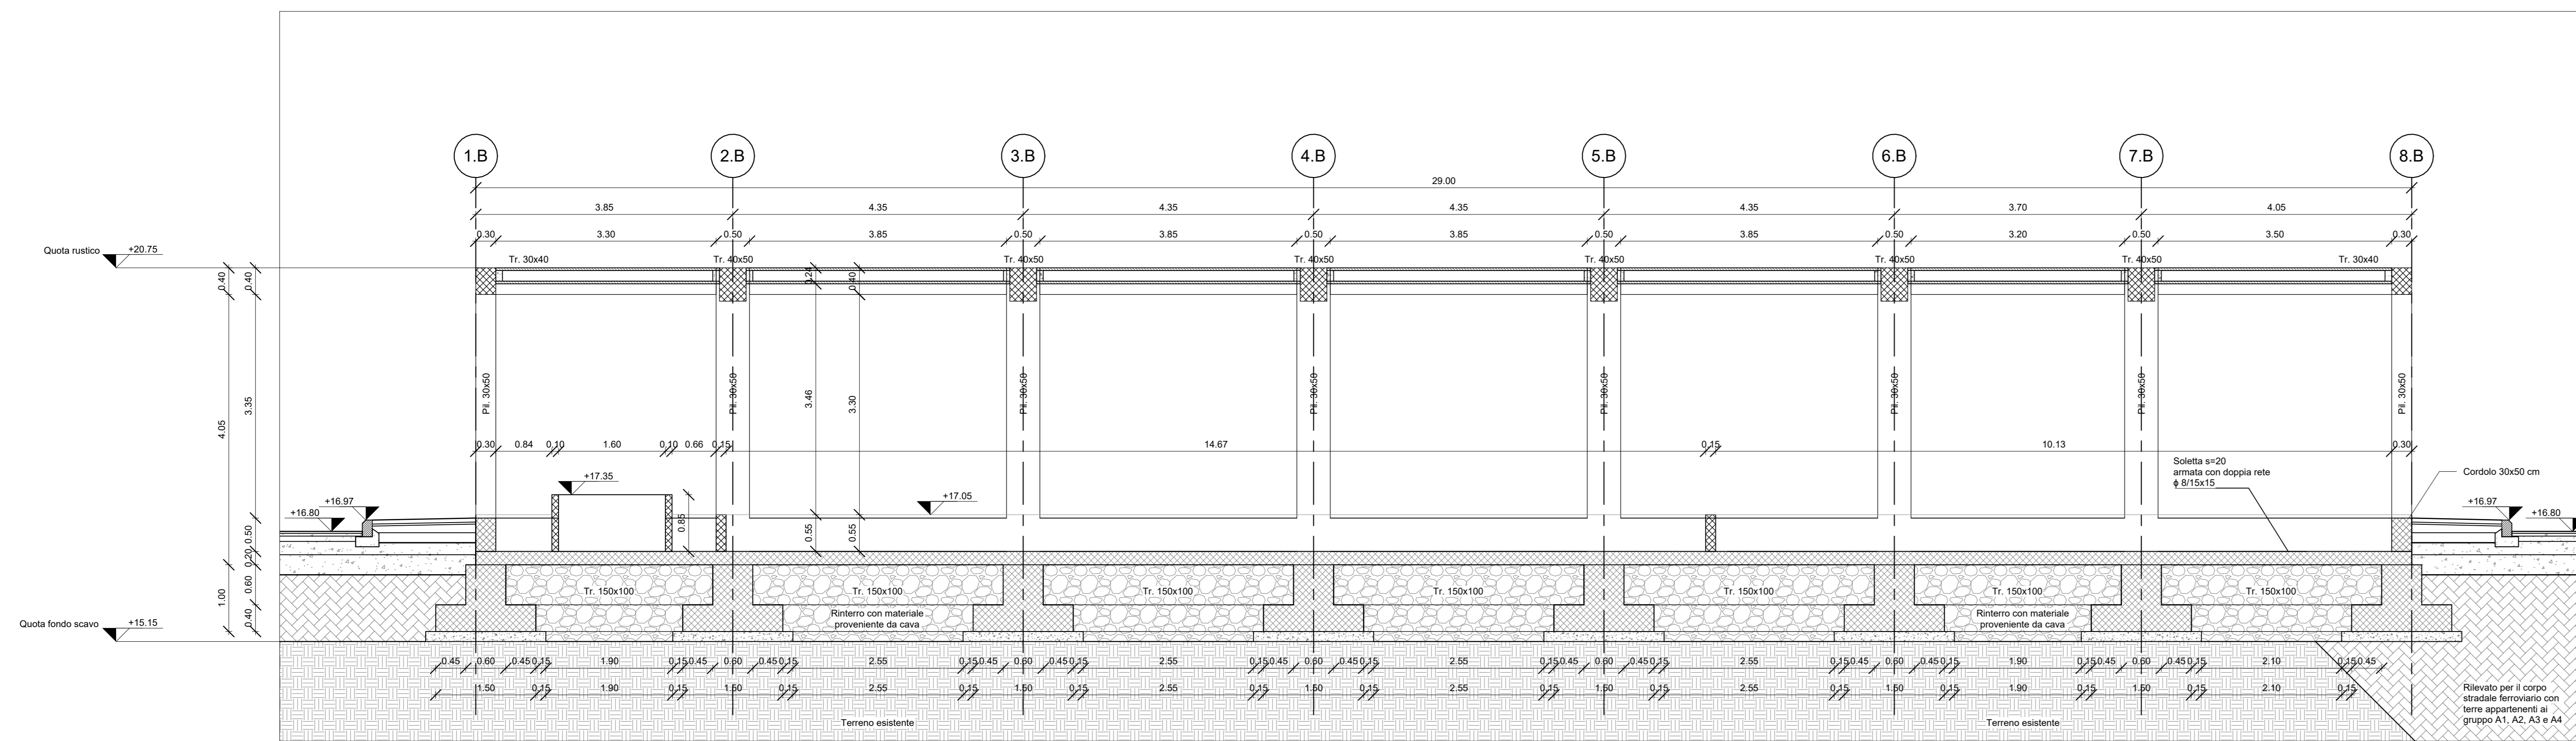 1.B 2.B 3.B 4.B 5.B 6.B 7.B 8.B
29.00
3.85 4.35 4.35 4.35 4.35 3.70 4.05
0.30 3.30 0.50 3.85 0.50 3.85 0.50 3.85 0.50 3.85 0.50 3.20 0.50 3.50 0.30
Quota rustico +20.75
Tr. 30x40 Tr. 40x50 Tr. 40x50 Tr. 40x50 Tr. 40x50 Tr. 40x50 Tr. 40x50 Tr. 30x40
0.40 0.40 0.24 0.40
Pil. 30x50 Pil. 30x50 Pil. 30x50 Pil. 30x50 Pil. 30x50 Pil. 30x50 Pil. 30x50 Pil. 30x50
4.05 3.35 3.46 3.30
0.30 0.84 0.10 1.60 0.10 0.66 0.15 14.67 0.15 10.13 0.30
Soletta s=20
armata con doppia rete
ϕ 8/15x15
Cordolo 30x50 cm
+17.35
+17.05
+16.97
+16.80
+16.97
+16.80
0.85
0.50 0.55 0.55
0.20
1.00 0.60
0.40
Tr. 150x100 Tr. 150x100 Tr. 150x100 Tr. 150x100 Tr. 150x100 Tr. 150x100 Tr. 150x100
Rinterro con materiale
proveniente da cava
Rinterro con materiale
proveniente da cava
Quota fondo scavo +15.15
0.45 0.60 0.45 0.15 1.90 0.15 0.45 0.60 0.45 0.15 2.55 0.15 0.45 0.60 0.45 0.15 2.55 0.15 0.45 0.60 0.45 0.15 2.55 0.15 0.45 0.60 0.45 0.15 2.55 0.15 0.45 0.60 0.45 0.15 1.90 0.15 0.45 0.60 0.45 0.15 2.10 0.15 0.45
1.50 0.15 1.90 0.15 1.50 0.15 2.55 0.15 1.50 0.15 2.55 0.15 1.50 0.15 2.55 0.15 1.50 0.15 2.55 0.15 1.50 0.15 1.90 0.15 1.50 0.15 2.10 0.15
Terreno esistente
Terreno esistente
Rilevato per il corpo
stradale ferroviario con
terre appartenenti ai
gruppo A1, A2, A3 e A4